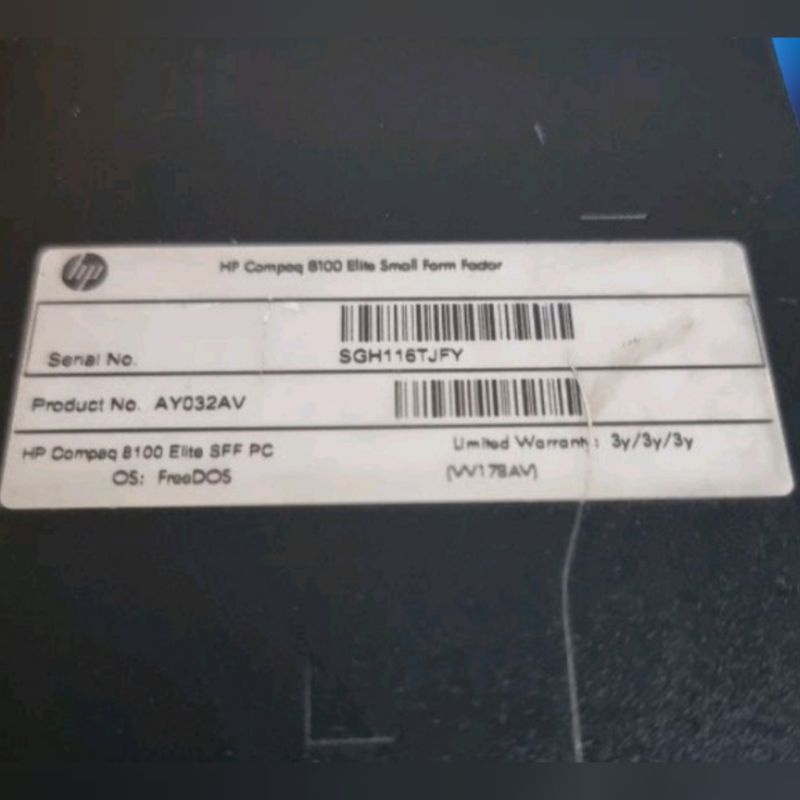 hp
HP Compaq 8100 Elite Small Form Factor
Serial No.
SGH116TJFY
Product No. AY032AV
HP Compaq 8100 Elite SFF PC
Limited Warranty: 3y/3y/3y
OS: FreeDOS